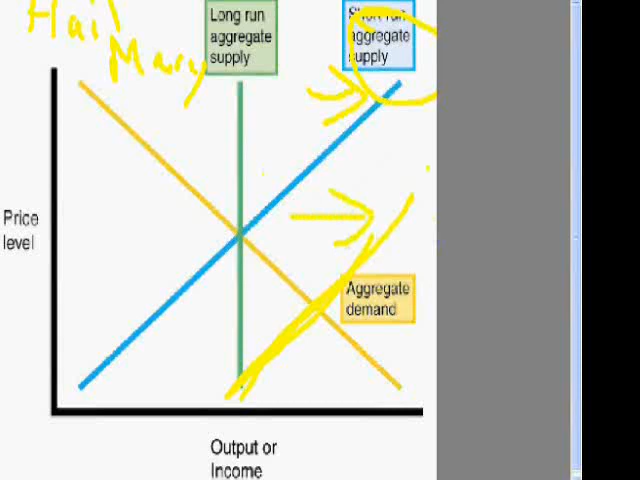 Hail
Mary
Long run
aggregate
supply
Short run
aggregate
supply
Price
level
Aggregate
demand
Output or
Income